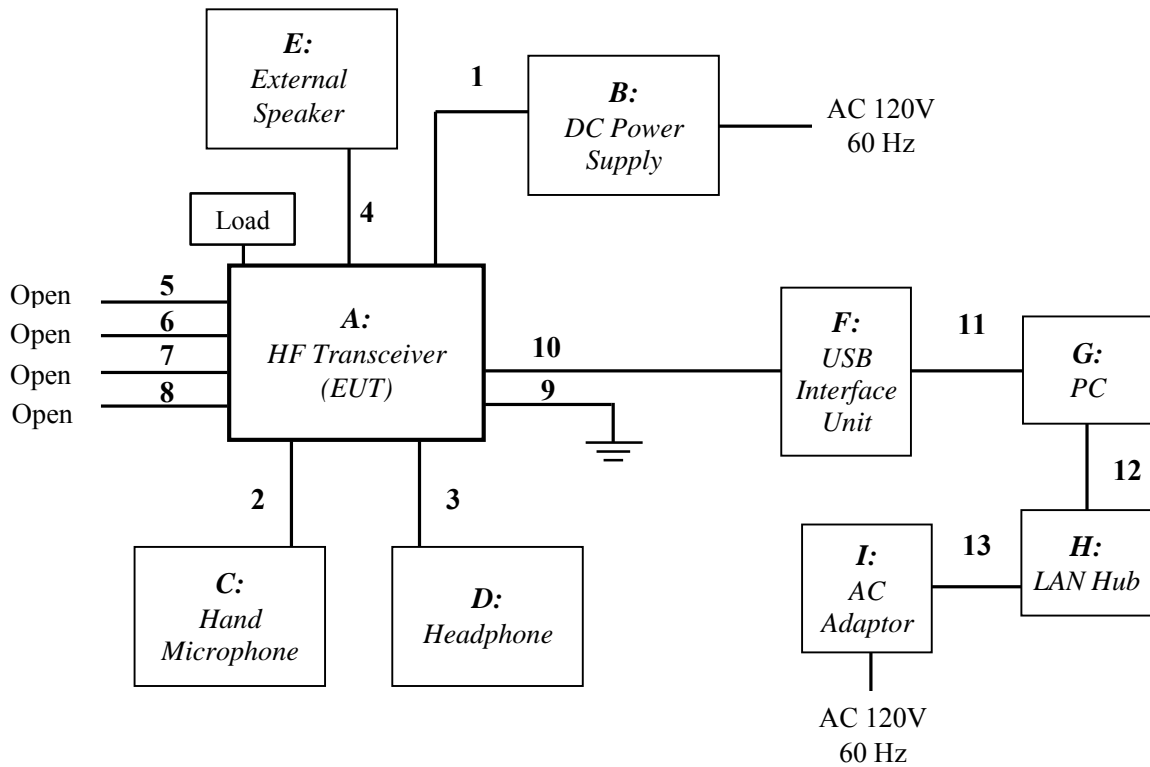 E:
External
Speaker
1
B:
DC Power
Supply
AC 120V
60 Hz
Load
4
Open
5
Open
6
Open
7
Open
8
A:
HF Transceiver
(EUT)
10
9
F:
USB
Interface
Unit
11
G:
PC
12
2
3
C:
Hand
Microphone
D:
Headphone
I:
AC
Adaptor
13
H:
LAN Hub
AC 120V
60 Hz